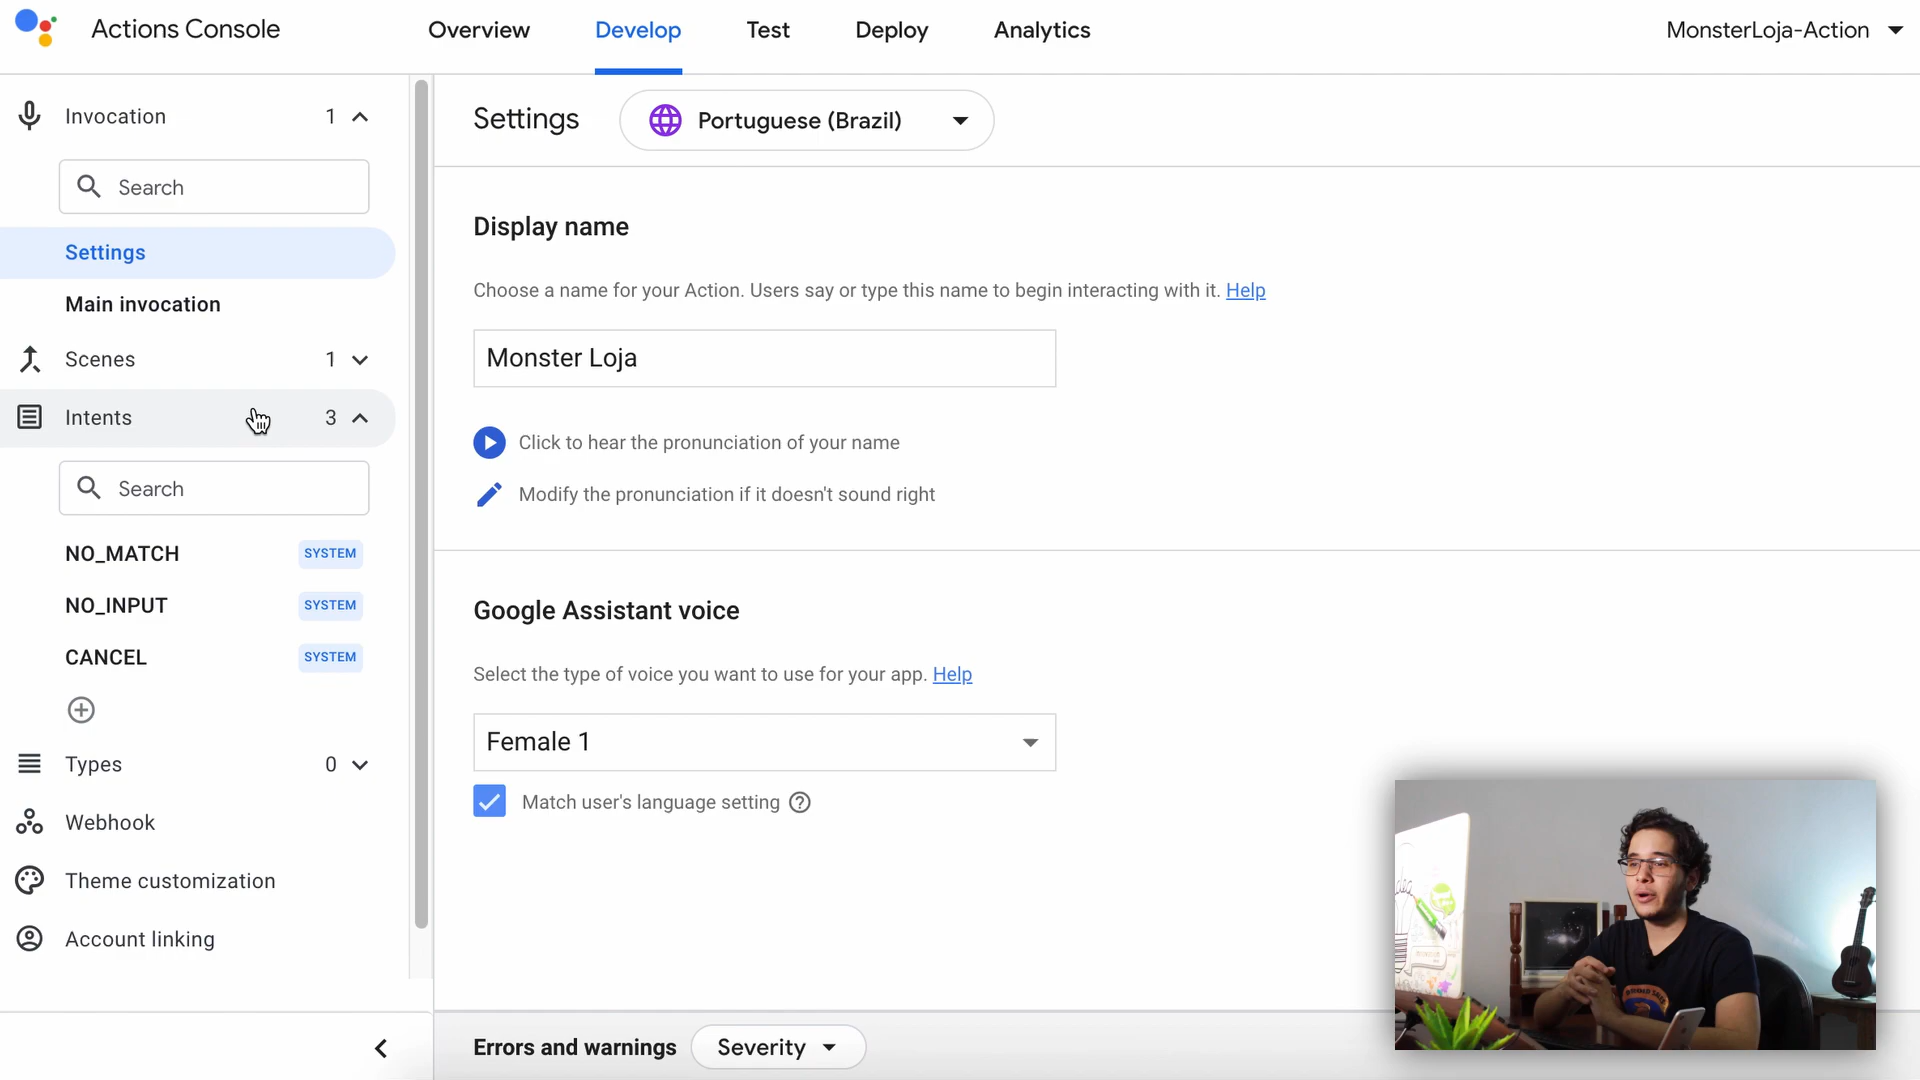 Actions Console
Overview
Develop
Test
Deploy
Analytics
MonsterLoja-Action
Invocation 1
Search
Settings
Main invocation
Scenes 1
Intents 3
Search
NO_MATCH SYSTEM
NO_INPUT SYSTEM
CANCEL SYSTEM
Types 0
Webhook
Theme customization
Account linking
Settings
Portuguese (Brazil)
Display name
Choose a name for your Action. Users say or type this name to begin interacting with it. Help
Monster Loja
Click to hear the pronunciation of your name
Modify the pronunciation if it doesn't sound right
Google Assistant voice
Select the type of voice you want to use for your app. Help
Female 1
Match user's language setting
Errors and warnings
Severity